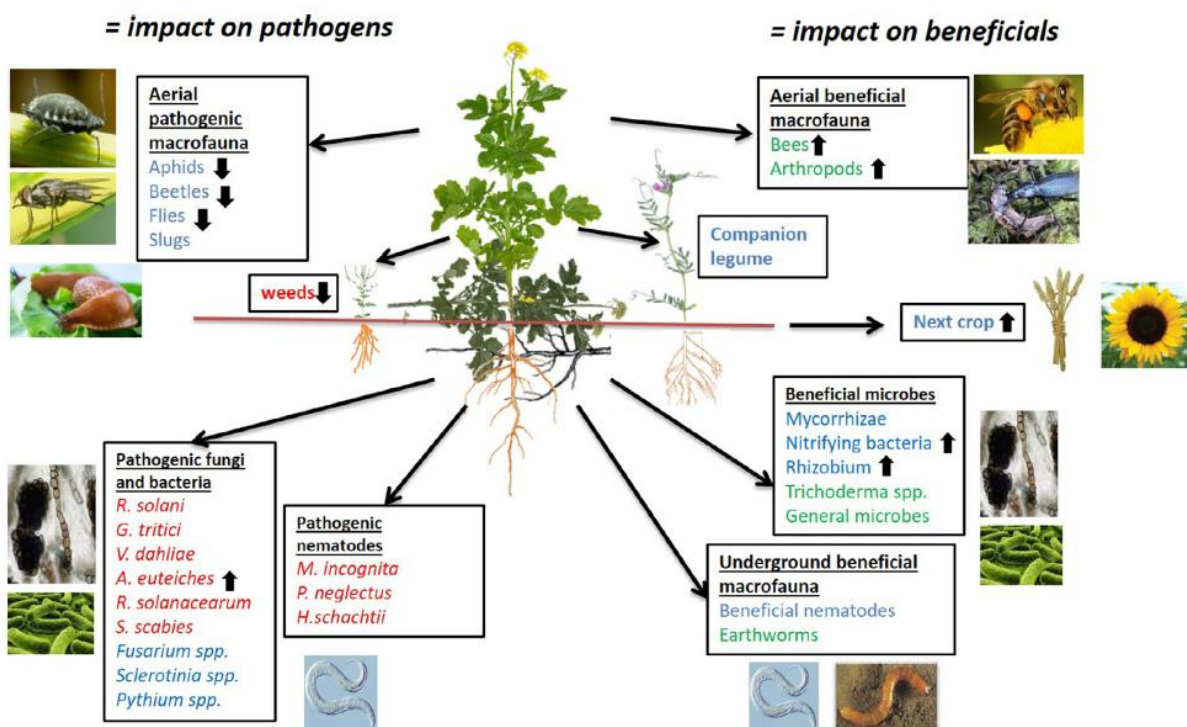 = impact on pathogens
= impact on beneficials
Aerial
pathogenic
macrofauna
Aphids
Beetles
Flies
Slugs
Aerial beneficial
macrofauna
Bees
Arthropods
Companion
legume
weeds
Next crop
Pathogenic fungi
and bacteria
R. solani
G. tritici
V. dahliae
A. euteiches
R. solanacearum
S. scabies
Fusarium spp.
Sclerotinia spp.
Pythium spp.
Pathogenic
nematodes
M. incognita
P. neglectus
H.schachtii
Beneficial microbes
Mycorrhizae
Nitrifying bacteria
Rhizobium
Trichoderma spp.
General microbes
Underground beneficial
macrofauna
Beneficial nematodes
Earthworms